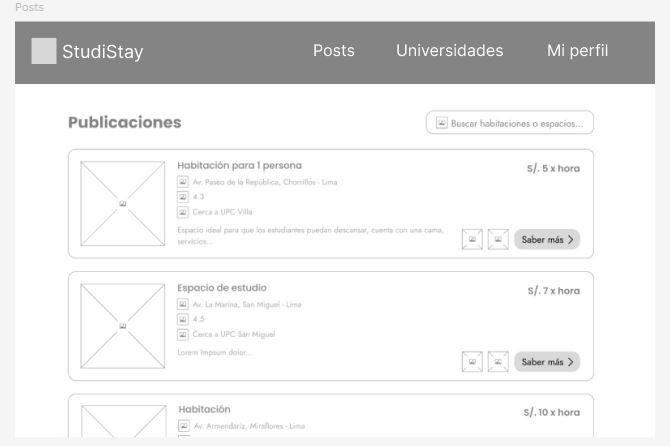 Posts
StudiStay
Posts
Universidades
Mi perfil
Publicaciones
Buscar habitaciones o espacios...
Habitación para 1 persona
S/. 5 x hora
Av. Paseo de la República, Chorrillos - Lima
4.3
Cerca a UPC Villa
Espacio ideal para que los estudiantes puedan descansar, cuenta con una cama,
servicios...
Saber más >
Espacio de estudio
S/. 7 x hora
Av. La Marina, San Miguel - Lima
4.5
Cerca a UPC San Miguel
Lorem Impsum dolor...
Saber más >
Habitación
S/. 10 x hora
Av. Armendariz, Miraflores - Lima